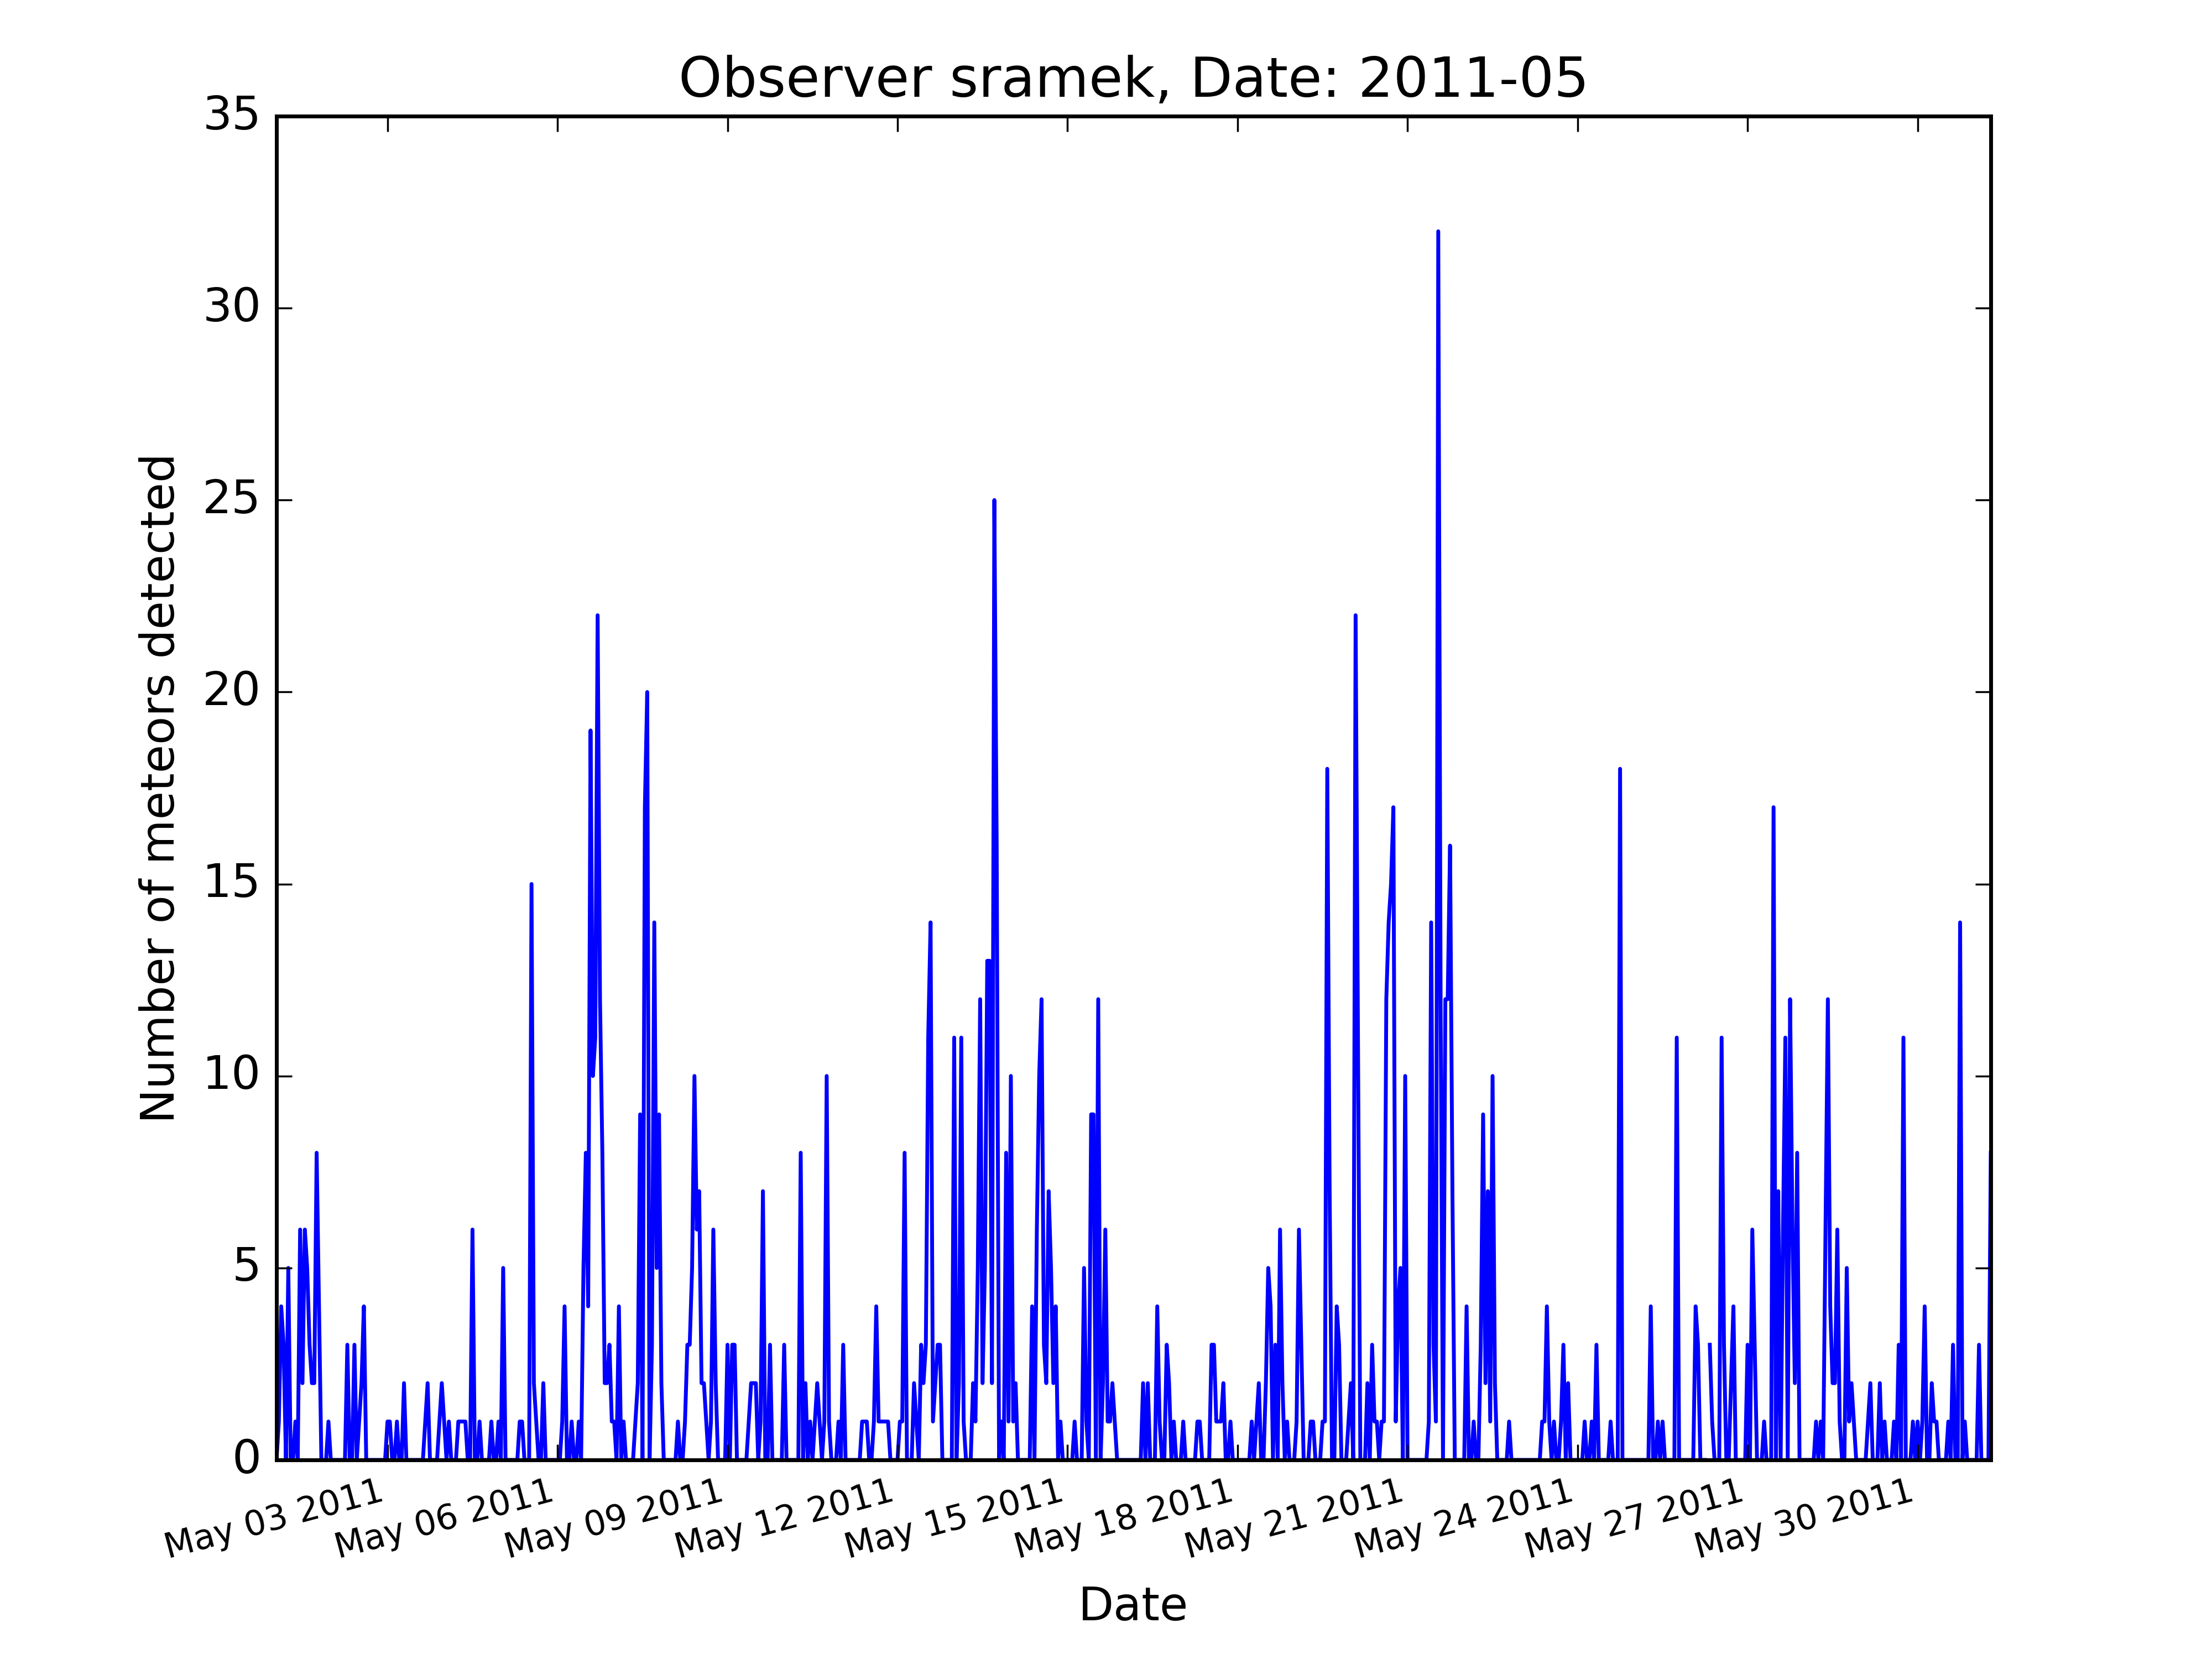 Observer sramek, Date: 2011-05
35
30
25
20
15
10
5
0
Number of meteors detected
May 03 2011
May 06 2011
May 09 2011
May 12 2011
May 15 2011
May 18 2011
May 21 2011
May 24 2011
May 27 2011
May 30 2011
Date